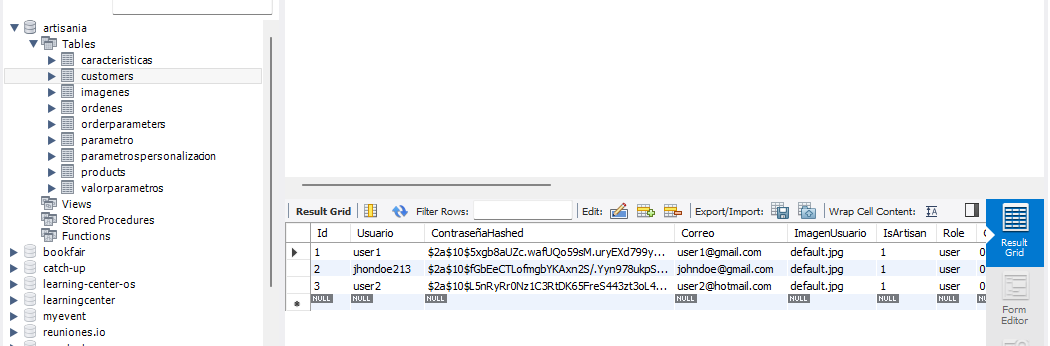 artisania
Tables
caracteristicas
customers
imagenes
ordenes
orderparameters
parametro
parametrospersonalizacion
products
valorparametros
Views
Stored Procedures
Functions
bookfair
catch-up
learning-center-os
learningcenter
myevent
reuniones.io
Result Grid Filter Rows: Edit: Export/Import: Wrap Cell Content: IA
Id Usuario ContraseñaHashed Correo ImagenUsuario IsArtisan Role
1 user1 $2a$10$5xgb8aUZc.wafUQo59sM.uryEXd799y... user1@gmail.com default.jpg 1 user 0
2 jhondoe213 $2a$10$fGbEeCTLofmgbYKAxn2S/.Yyn978ukpS... johndoe@gmail.com default.jpg 1 user 0
3 user2 $2a$10$L5nRyRr0Nz1C3RtDK65FreS443zt3oL4... user2@hotmail.com default.jpg 1 user 0
NULL NULL NULL NULL NULL NULL NULL
Result
Grid
Form
Editor